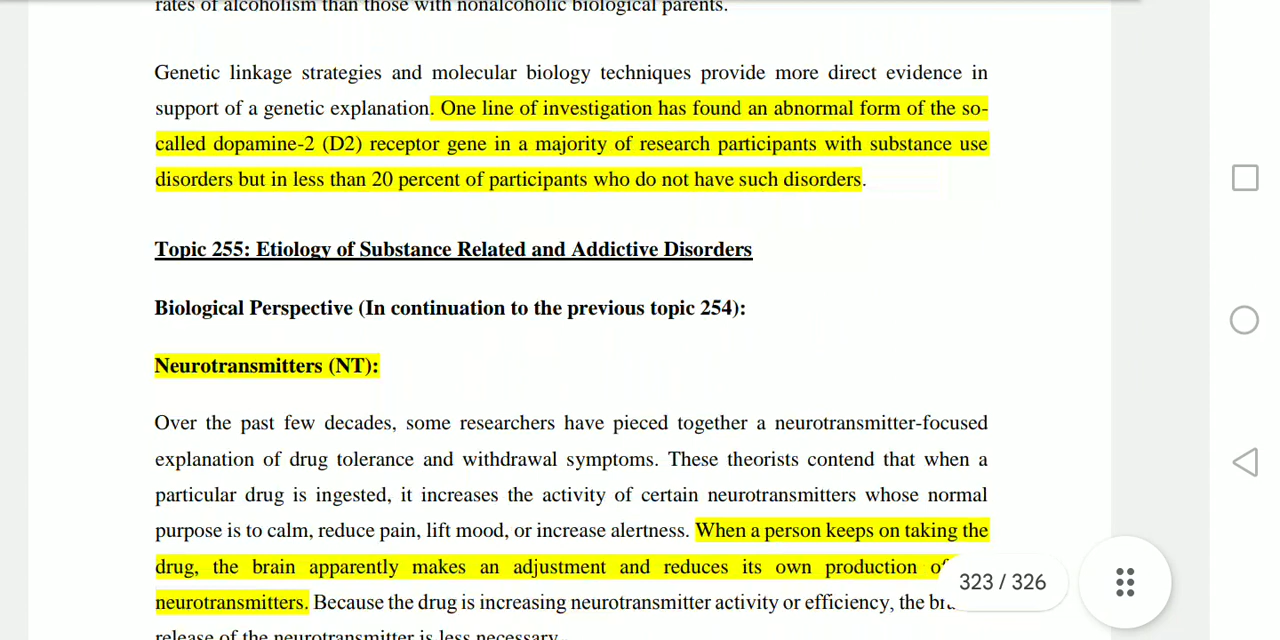 rates of alcoholism than those with nonalcoholic biological parents.
Genetic linkage strategies and molecular biology techniques provide more direct evidence in
support of a genetic explanation. One line of investigation has found an abnormal form of the so-
called dopamine-2 (D2) receptor gene in a majority of research participants with substance use
disorders but in less than 20 percent of participants who do not have such disorders.
Topic 255: Etiology of Substance Related and Addictive Disorders
Biological Perspective (In continuation to the previous topic 254):
Neurotransmitters (NT):
Over the past few decades, some researchers have pieced together a neurotransmitter-focused
explanation of drug tolerance and withdrawal symptoms. These theorists contend that when a
particular drug is ingested, it increases the activity of certain neurotransmitters whose normal
purpose is to calm, reduce pain, lift mood, or increase alertness. When a person keeps on taking the
drug, the brain apparently makes an adjustment and reduces its own production of
neurotransmitters. Because the drug is increasing neurotransmitter activity or efficiency, the
release of the neurotransmitter is less necessary.
323 / 326